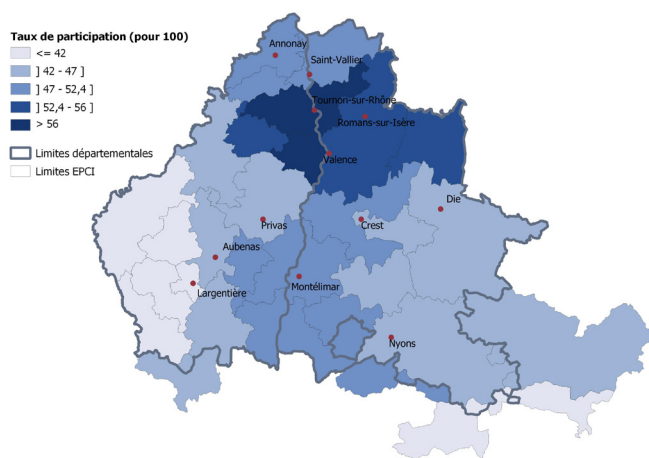 Taux de participation (pour 100)
<= 42
] 42 - 47 ]
] 47 - 52,4 ]
] 52,4 - 56 ]
> 56
Limites départementales
Limites EPCI
Annonay
Saint-Vallier
Tournon-sur-Rhône
Romans-sur-Isère
Valence
Die
Privas
Crest
Aubenas
Largentière
Montélimar
Nyons